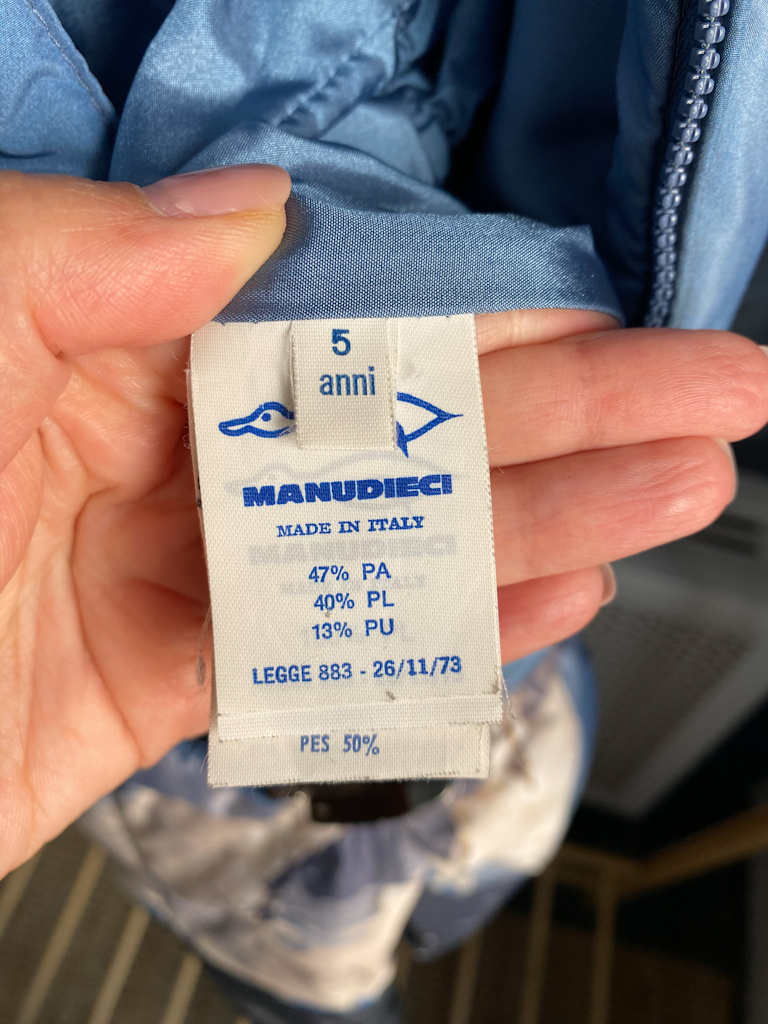 5
anni
MANUDIECI
MADE IN ITALY
47% PA
40% PL
13% PU
LEGGE 883 - 26/11/73
PES 50%